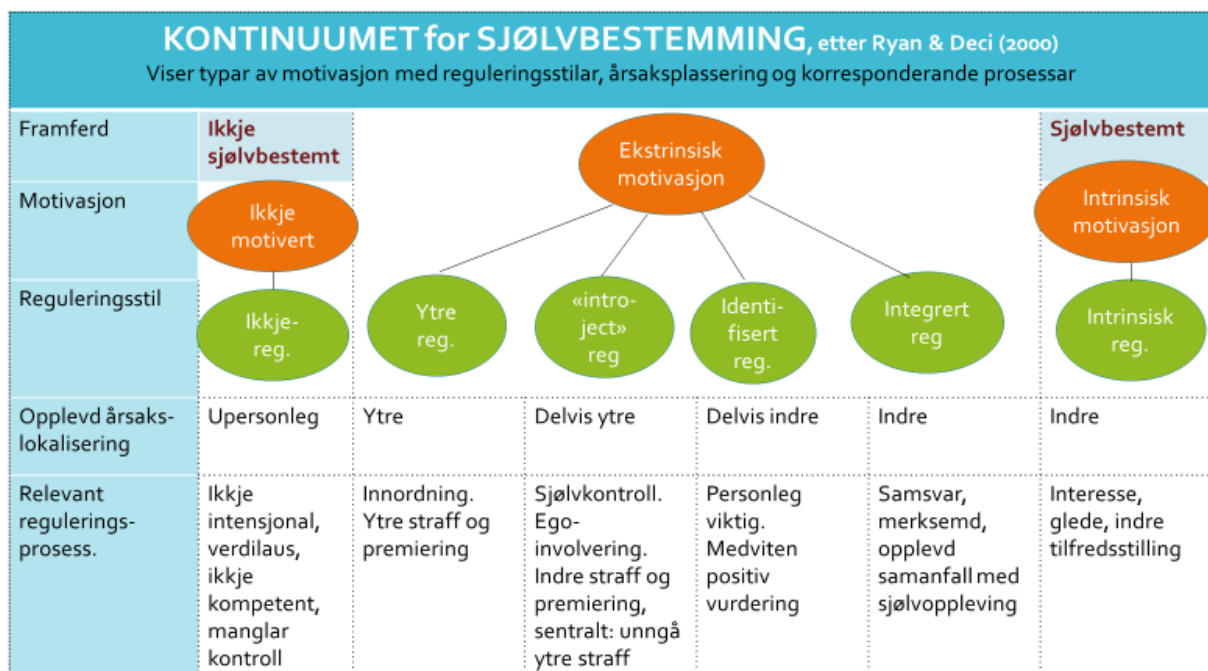 KONTINUUMET for SJØLVBESTEMMING, etter Ryan & Deci (2000)
Viser typar av motivasjon med reguleringsstilar, årsaksplassering og korresponderande prosessar
Framferd
Ikkje
sjølvbestemt
Ekstrinsisk
motivasjon
Sjølvbestemt
Motivasjon
Ikkje
motivert
Intrinsisk
motivasjon
Reguleringsstil
Ikkje-
reg.
Ytre
reg.
«intro-
ject»
reg
Identi-
fisert
reg.
Integrert
reg
Intrinsisk
reg.
Opplevd årsaks-
lokalisering
Upersonleg
Ytre
Delvis ytre
Delvis indre
Indre
Indre
Relevant
regulerings-
prosess.
Ikkje
intensjonal,
verdilaus,
ikkje
kompetent,
manglar
kontroll
Innordning.
Ytre straff og
premiering
Sjølvkontroll.
Ego-
involvering.
Indre straff og
premiering,
sentralt: unngå
ytre straff
Personleg
viktig.
Medviten
positiv
vurdering
Samsvar,
merksemd,
opplevd
samanfall med
sjølvoppleving
Interesse,
glede, indre
tilfredsstilling